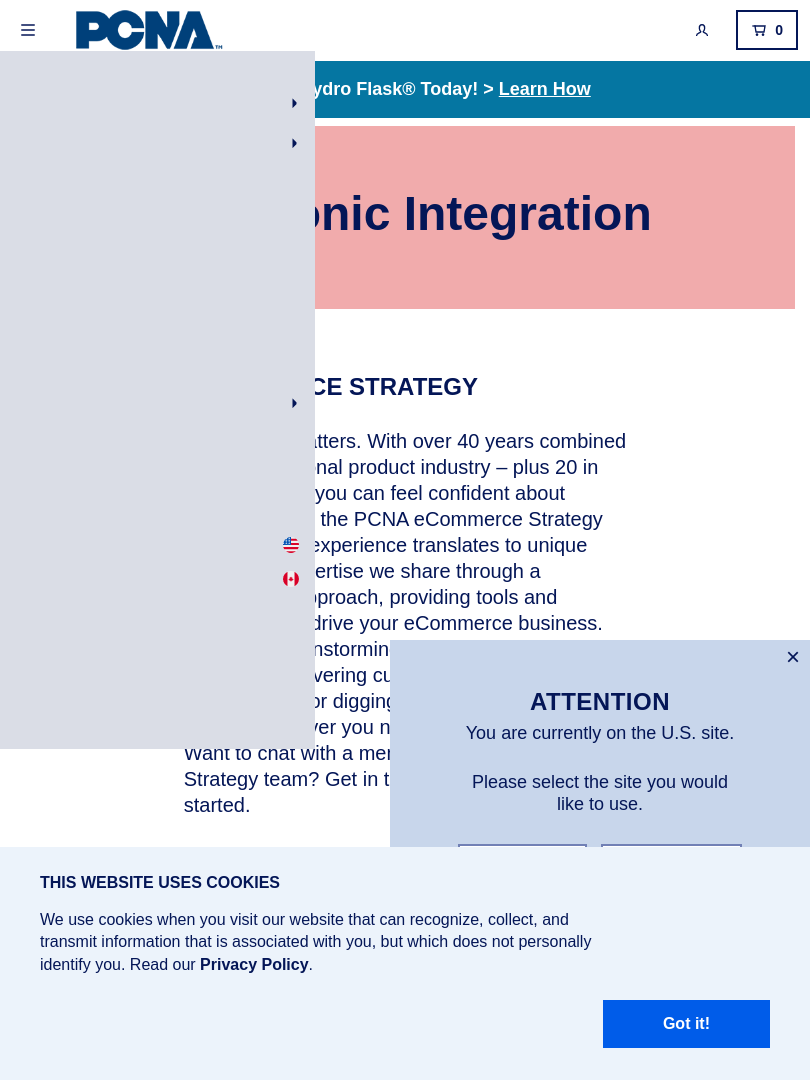 PCNA™
0
ydro Flask® Today! > Learn How
onic Integration
CE STRATEGY
atters. With over 40 years combined
onal product industry – plus 20 in
you can feel confident about
the PCNA eCommerce Strategy
experience translates to unique
ertise we share through a
pproach, providing tools and
drive your eCommerce business.
nstorming
vering cu
or digging
ver you n
Want to chat with a mer
Strategy team? Get in t
started.
×
ATTENTION
You are currently on the U.S. site.
Please select the site you would
like to use.
THIS WEBSITE USES COOKIES
We use cookies when you visit our website that can recognize, collect, and
transmit information that is associated with you, but which does not personally
identify you. Read our Privacy Policy.
Got it!